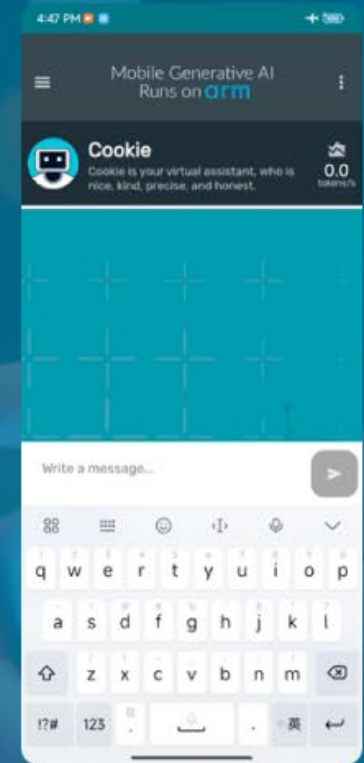 4:47 PM
Mobile Generative AI
Runs on arm
Cookie
Cookie is your virtual assistant, who is
nice, kind, precise, and honest.
0.0
tokens/s
Write a message...
q w e r t y u i o p
a s d f g h j k l
z x c v b n m
!?# 123 . 英